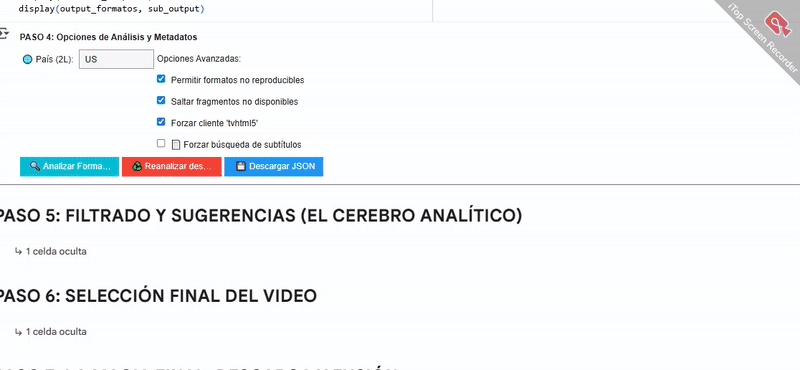 display(output_formatos, sub_output)
iTop Screen Recorder
PASO 4: Opciones de Análisis y Metadatos
País (2L): US
Opciones Avanzadas:
Permitir formatos no reproducibles
Saltar fragmentos no disponibles
Forzar cliente 'tvhtml5'
Forzar búsqueda de subtítulos
Analizar Forma...
Reanalizar des...
Descargar JSON
PASO 5: FILTRADO Y SUGERENCIAS (EL CEREBRO ANALÍTICO)
1 celda oculta
PASO 6: SELECCIÓN FINAL DEL VIDEO
1 celda oculta